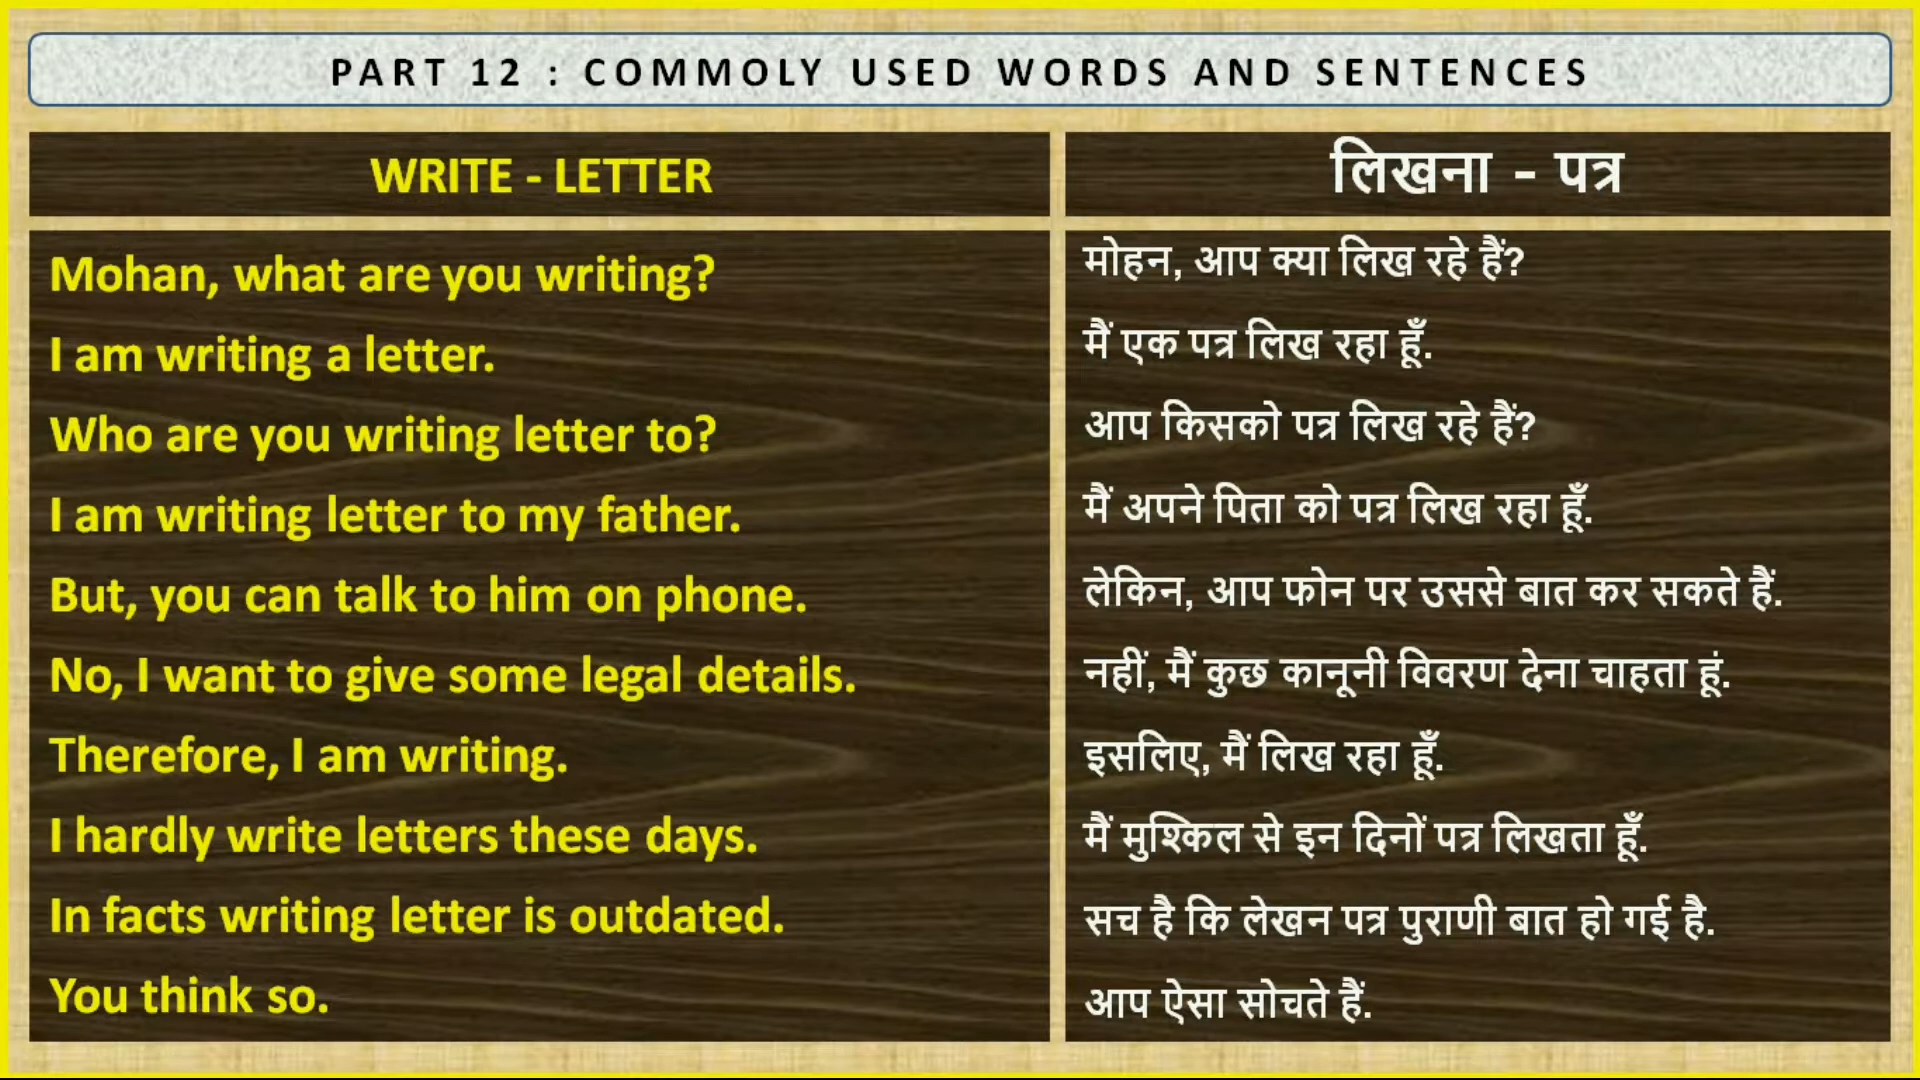 PART 12 : COMMOLY USED WORDS AND SENTENCES
WRITE - LETTER
Mohan, what are you writing?
I am writing a letter.
Who are you writing letter to?
I am writing letter to my father.
But, you can talk to him on phone.
No, I want to give some legal details.
Therefore, I am writing.
I hardly write letters these days.
In facts writing letter is outdated.
You think so.
लिखना - पत्र
मोहन, आप क्या लिख रहे हैं?
मैं एक पत्र लिख रहा हूँ.
आप किसको पत्र लिख रहे हैं?
मैं अपने पिता को पत्र लिख रहा हूँ.
लेकिन, आप फोन पर उससे बात कर सकते हैं.
नहीं, मैं कुछ कानूनी विवरण देना चाहता हूं.
इसलिए, मैं लिख रहा हूँ.
मैं मुश्किल से इन दिनों पत्र लिखता हूँ.
सच है कि लेखन पत्र पुराणी बात हो गई है.
आप ऐसा सोचते हैं.